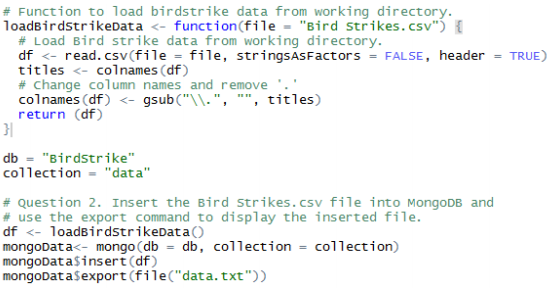 # Function to load birdstrike data from working directory.
loadBirdStrikeData <- function(file = "Bird Strikes.csv") {
  # Load Bird strike data from working directory.
  df <- read.csv(file = file, stringsAsFactors = FALSE, header = TRUE)
  titles <- colnames(df)
  # Change column names and remove '.'
  colnames(df) <- gsub("\\.", "", titles)
  return (df)
}

db = "BirdStrike"
collection = "data"

# Question 2. Insert the Bird Strikes.csv file into MongoDB and
# use the export command to display the inserted file.
df <- loadBirdStrikeData()
mongoData<- mongo(db = db, collection = collection)
mongoData$insert(df)
mongoData$export(file("data.txt"))